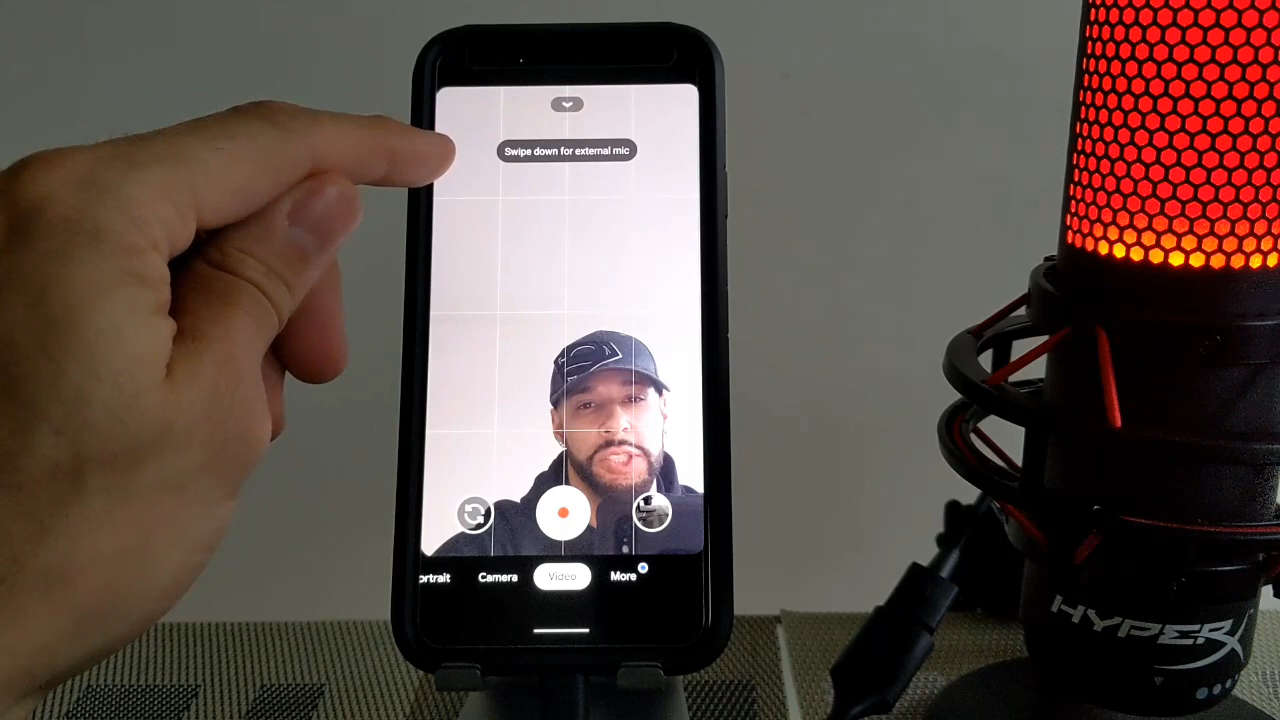 Swipe down for external mic
ortrait
Camera
Video
More
HYPERX